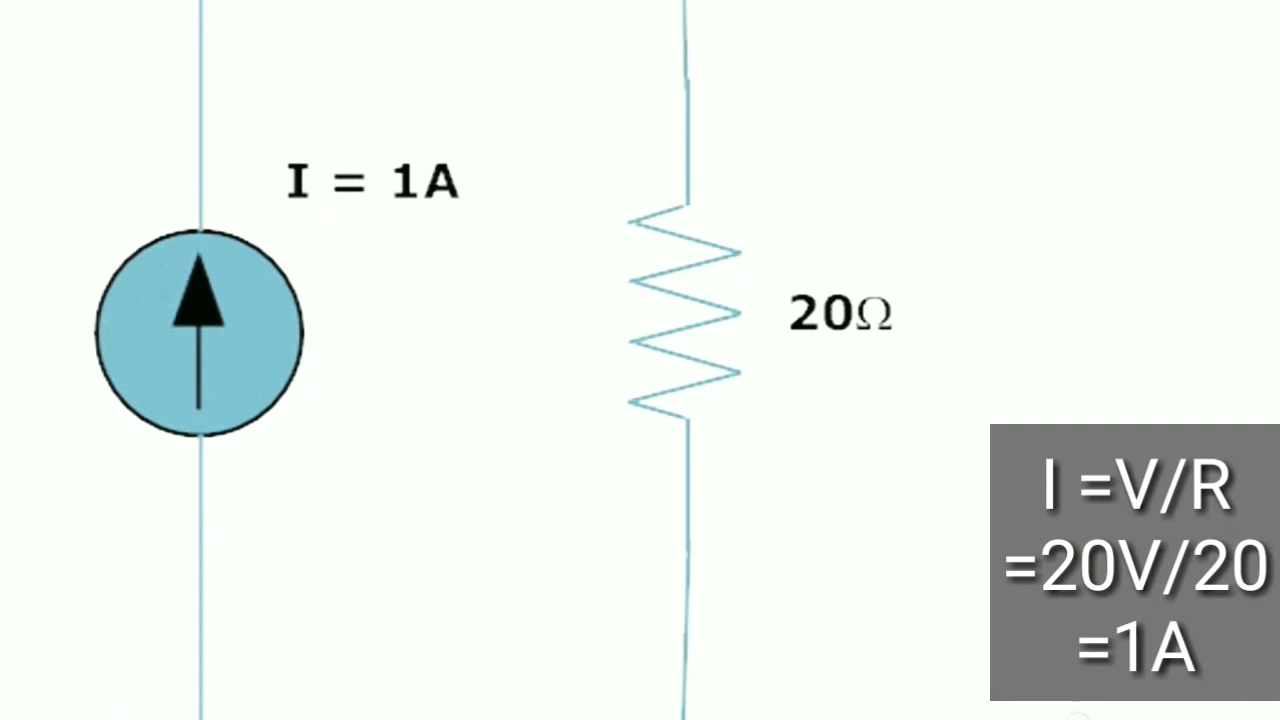 I = 1A
20Ω
I =V/R
=20V/20
=1A